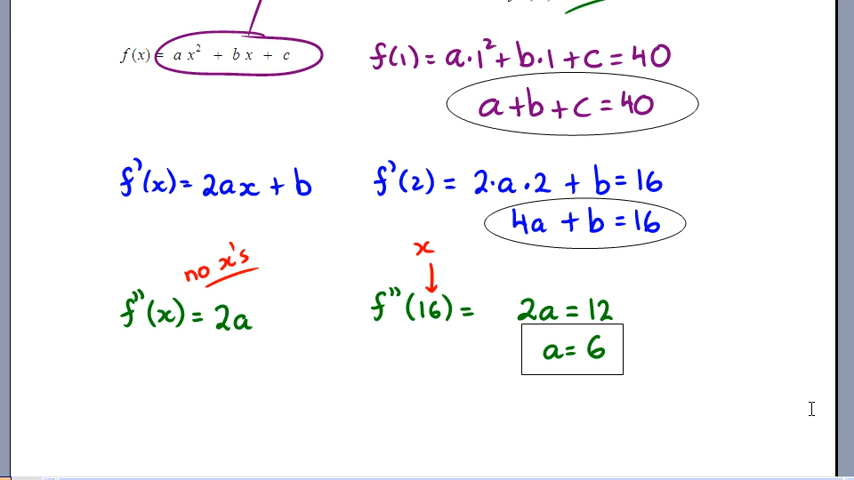 f(x) = ax² + bx + c
f(1) = a·1² + b·1 + c = 40
a+b+c = 40
f'(x) = 2ax + b
f'(2) = 2·a·2 + b = 16
4a + b = 16
no x's
x
f''(x) = 2a
f''(16) =
2a = 12
a = 6